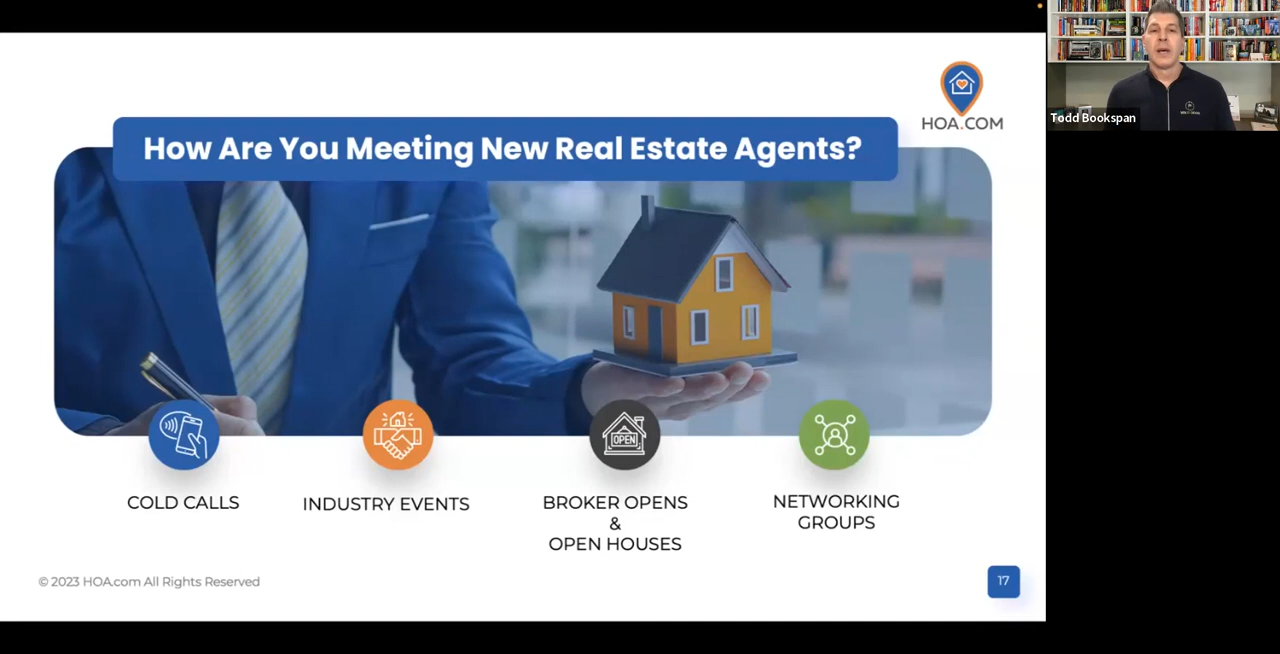 HOA.COM
Todd Bookspan
How Are You Meeting New Real Estate Agents?
OPEN
COLD CALLS
INDUSTRY EVENTS
BROKER OPENS
&
OPEN HOUSES
NETWORKING
GROUPS
© 2023 HOA.com All Rights Reserved
17